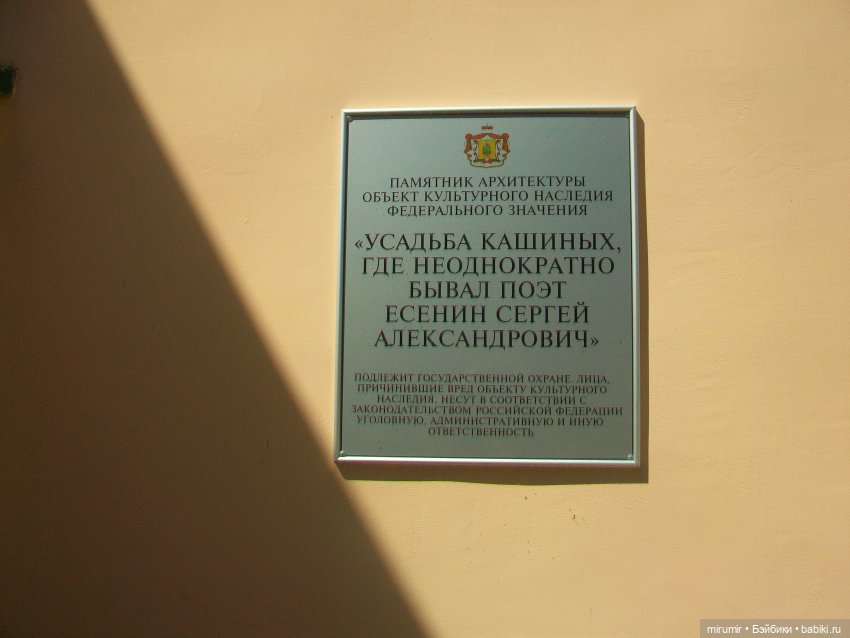 ПАМЯТНИК АРХИТЕКТУРЫ
ОБЪЕКТ КУЛЬТУРНОГО НАСЛЕДИЯ
ФЕДЕРАЛЬНОГО ЗНАЧЕНИЯ
«УСАДЬБА КАШИНЫХ,
ГДЕ НЕОДНОКРАТНО
БЫВАЛ ПОЭТ
ЕСЕНИН СЕРГЕЙ
АЛЕКСАНДРОВИЧ»
ПОДЛЕЖИТ ГОСУДАРСТВЕННОЙ ОХРАНЕ. ЛИЦА,
ПРИЧИНИВШИЕ ВРЕД ОБЪЕКТУ КУЛЬТУРНОГО
НАСЛЕДИЯ, НЕСУТ В СООТВЕТСТВИИ С
ЗАКОНОДАТЕЛЬСТВОМ РОССИЙСКОЙ ФЕДЕРАЦИИ
УГОЛОВНУЮ, АДМИНИСТРАТИВНУЮ И ИНУЮ
ОТВЕТСТВЕННОСТЬ
mirumir • Бэйбики • babiki.ru